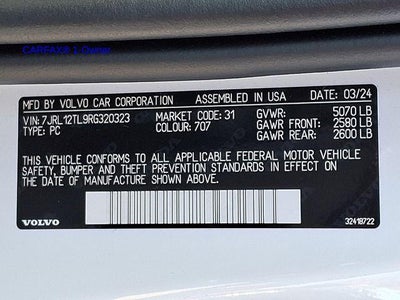 CARFAX® 1-Owner
MFD BY VOLVO CAR CORPORATION ASSEMBLED IN USA DATE: 03/24
VIN: 7JRL12TL9RG320323 MARKET CODE: 31 GVWR: 5070 LB
TYPE: PC COLOUR: 707 GAWR FRONT: 2580 LB
GAWR REAR: 2600 LB
THIS VEHICLE CONFORMS TO ALL APPLICABLE FEDERAL MOTOR VEHICLE
SAFETY, BUMPER AND THEFT PREVENTION STANDARDS IN EFFECT ON
THE DATE OF MANUFACTURE SHOWN ABOVE.
VOLVO 32418722